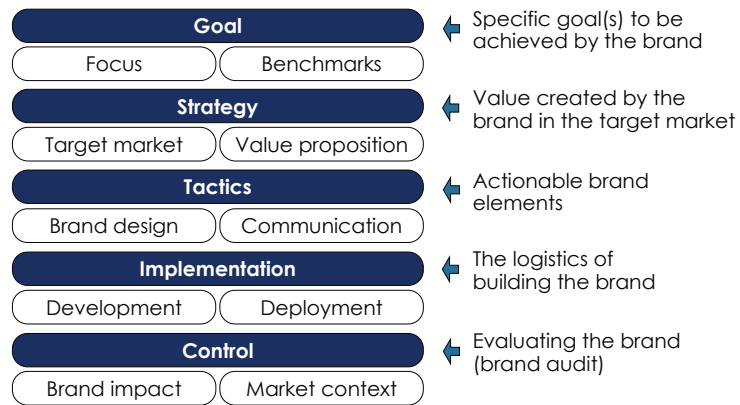 Goal
Specific goal(s) to be
achieved by the brand
Focus
Benchmarks
Strategy
Value created by the
brand in the target market
Target market
Value proposition
Tactics
Actionable brand
elements
Brand design
Communication
Implementation
The logistics of
building the brand
Development
Deployment
Control
Evaluating the brand
(brand audit)
Brand impact
Market context